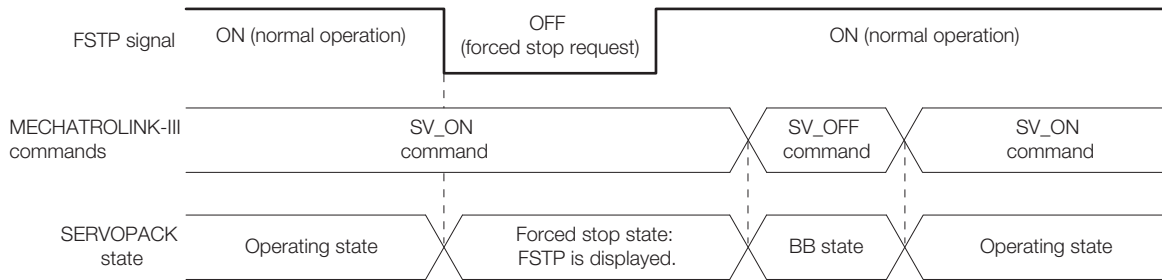 FSTP signal
ON (normal operation)
OFF
(forced stop request)
ON (normal operation)
MECHATROLINK-III
commands
SV_ON
command
SV_OFF
command
SV_ON
command
SERVOPACK
state
Operating state
Forced stop state:
FSTP is displayed.
BB state
Operating state